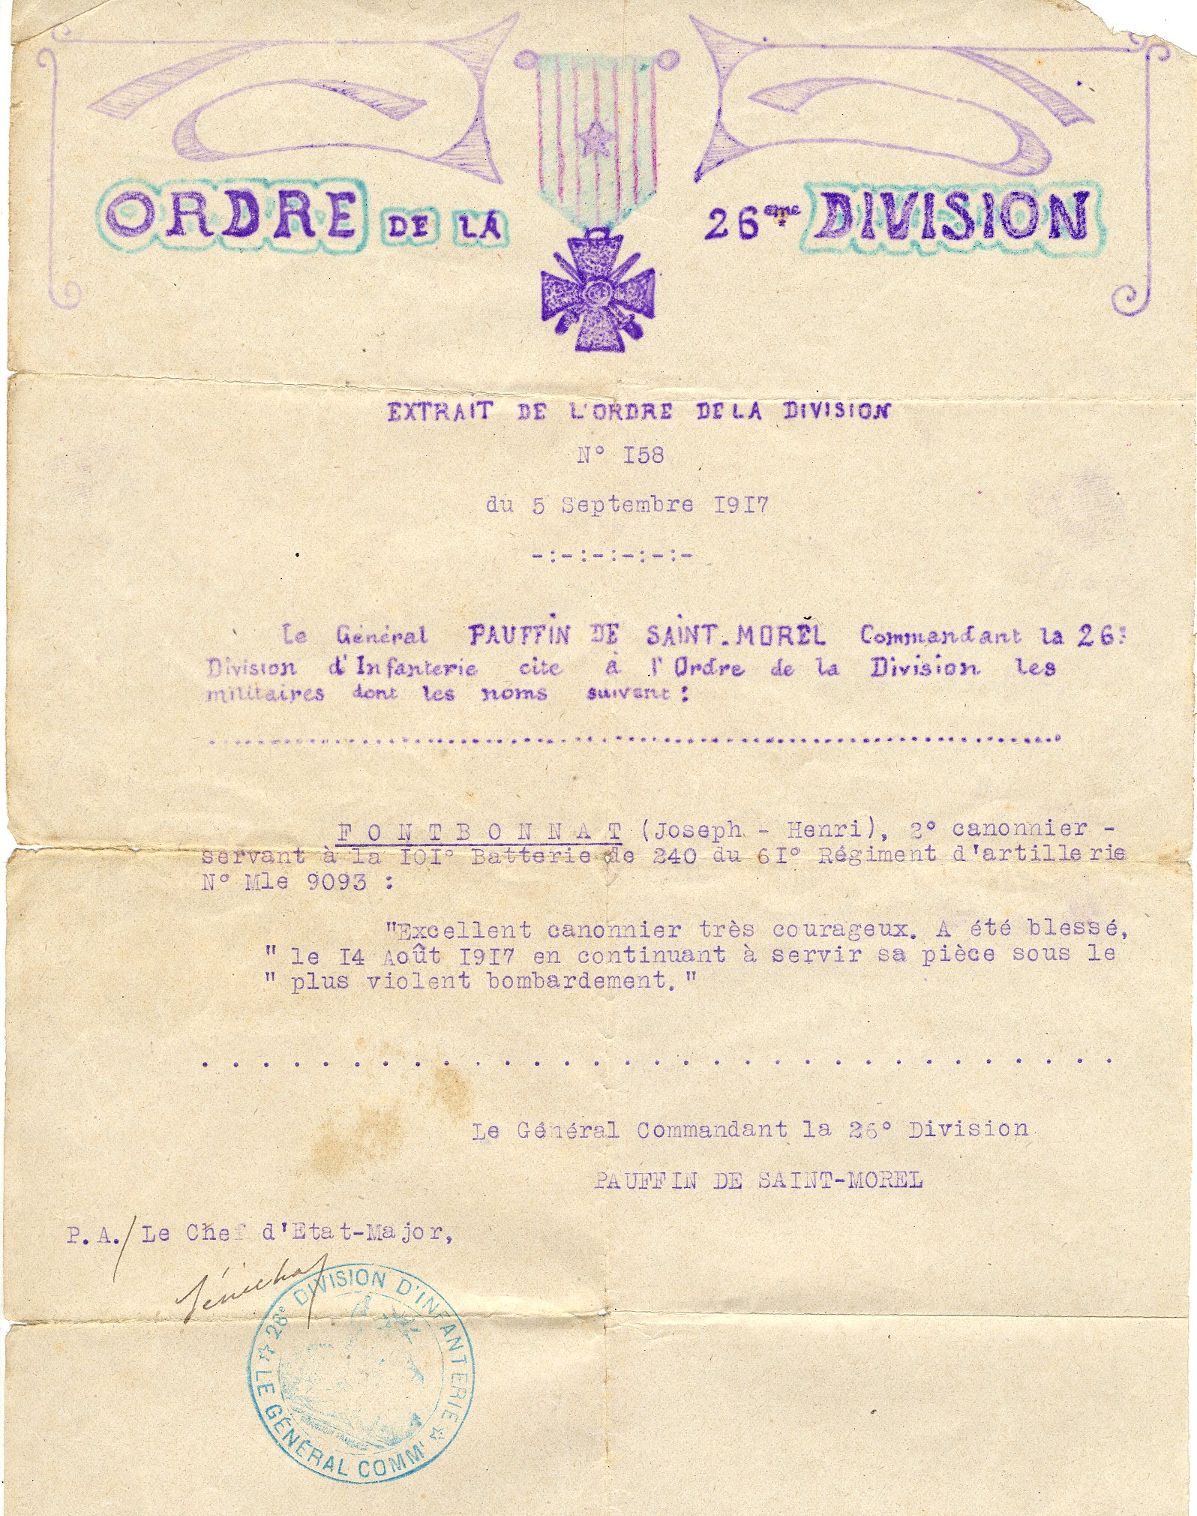 ORDRE DE LA 26ème DIVISION
EXTRAIT DE L'ORDRE DE LA DIVISION
N° I58
du 5 Septembre I9I7
-:-:-:-:-:-
Le Général PAUFFIN DE SAINT-MOREL Commandant la 26e
Division d'Infanterie cite à l'Ordre de la Division les
militaires dont les noms suivent:
F O N T B O N N A T (Joseph - Henri), 2° canonnier -
servant à la I0I° Batterie de 240 du 6I° Régiment d'artillerie
N° Mle 9093 :
"Excellent canonnier très courageux. A été blessé,
" le I4 Août I9I7 en continuant à servir sa pièce sous le
" plus violent bombardement."
. . . . . . . . . . . . . . . . . . . . . . . . . . . . . . .
Le Général Commandant la 26° Division
PAUFFIN DE SAINT-MOREL
P.A./Le Chef d'Etat-Major,
26e DIVISION D'INFANTERIE
LE GÉNÉRAL COMMt